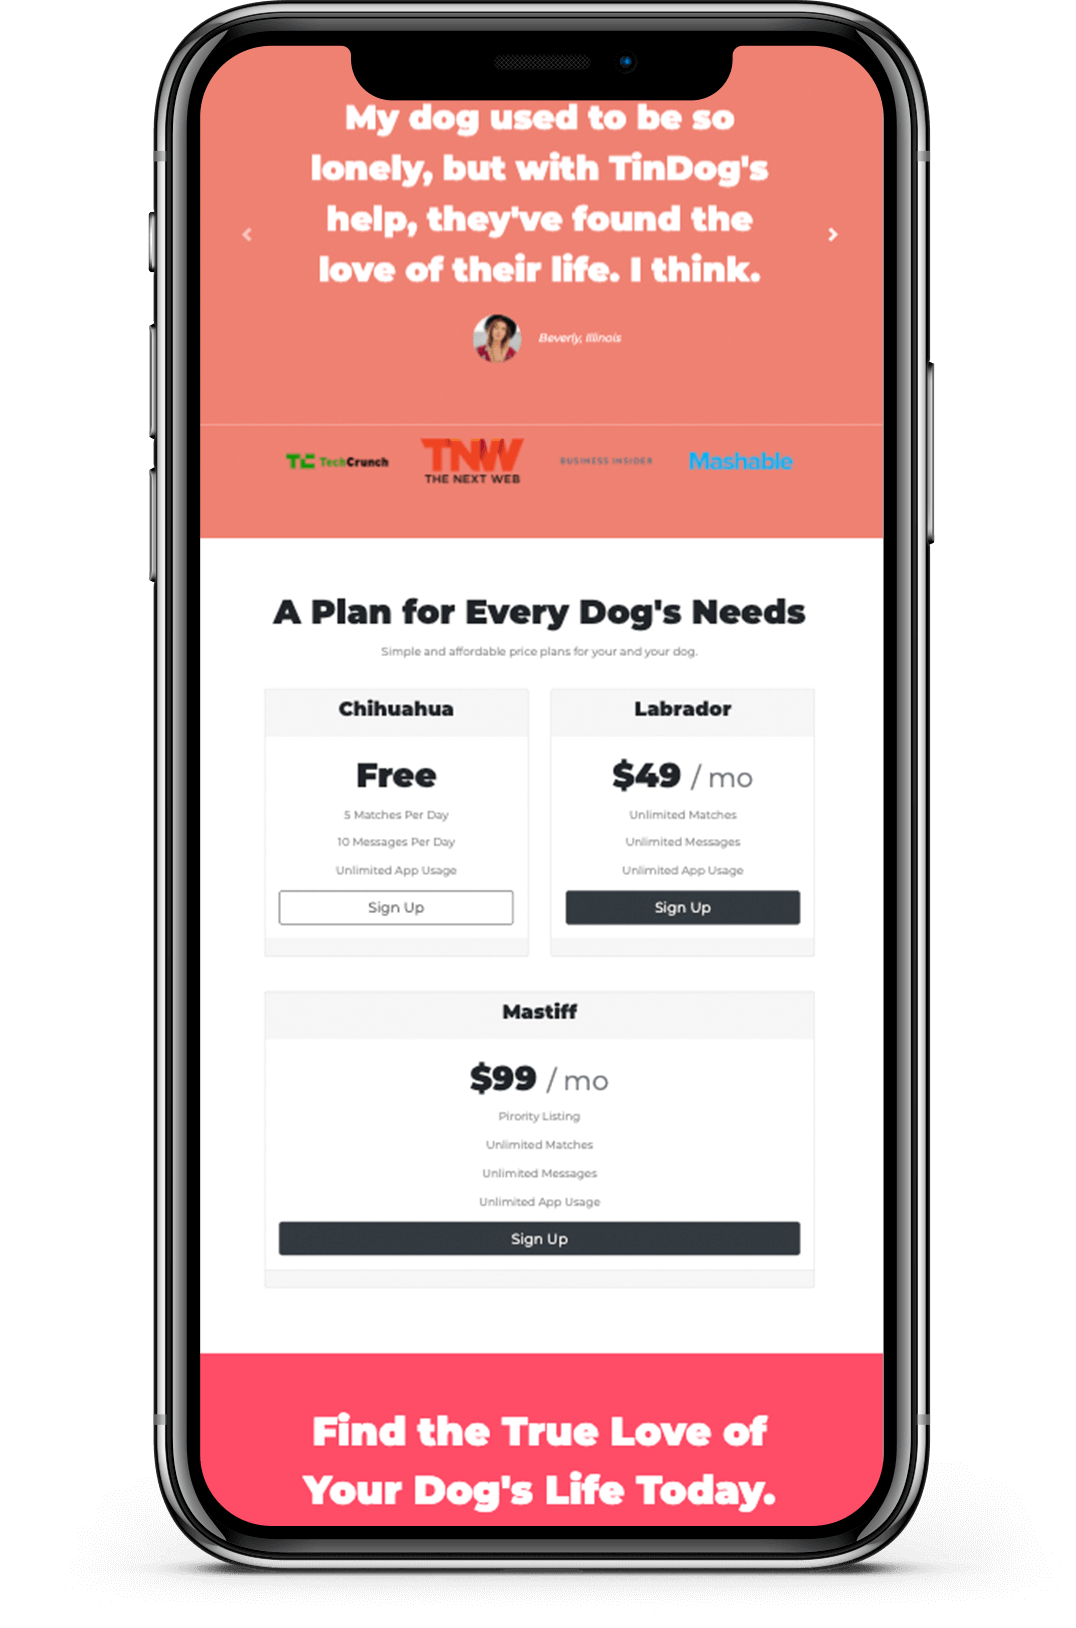 My dog used to be so
lonely, but with TinDog's
help, they've found the
love of their life. I think.
Beverly, Illinois
TC TechCrunch
TNW
THE NEXT WEB
BUSINESS INSIDER
Mashable
A Plan for Every Dog's Needs
Simple and affordable price plans for your and your dog.
Chihuahua
Free
5 Matches Per Day
10 Messages Per Day
Unlimited App Usage
Sign Up
Labrador
$49 / mo
Unlimited Matches
Unlimited Messages
Unlimited App Usage
Sign Up
Mastiff
$99 / mo
Pirority Listing
Unlimited Matches
Unlimited Messages
Unlimited App Usage
Sign Up
Find the True Love of
Your Dog's Life Today.